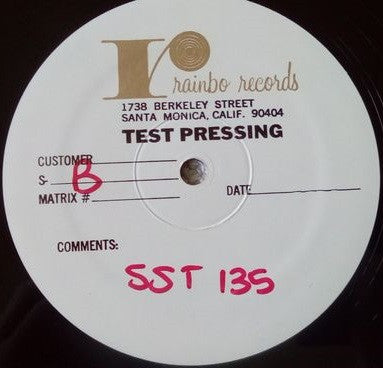 r
rainbo records
1738 BERKELEY STREET
SANTA MONICA, CALIF. 90404
TEST PRESSING
CUSTOMER
S- B
MATRIX #
DATE
COMMENTS:
SST 135